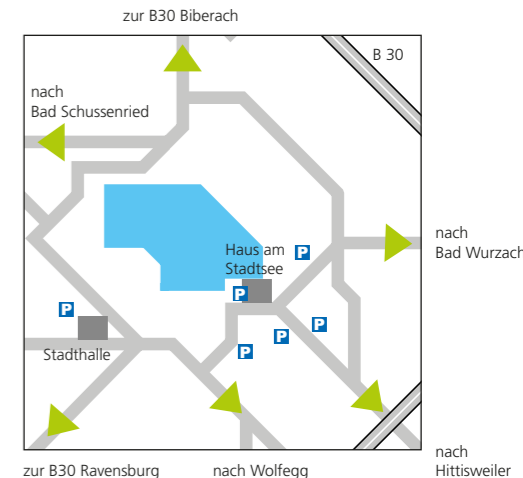 zur B30 Biberach
B 30
nach
Bad Schussenried
nach
Bad Wurzach
Haus am
Stadtsee
P
P
P
P
P
P
Stadthalle
zur B30 Ravensburg
nach Wolfegg
nach
Hittisweiler